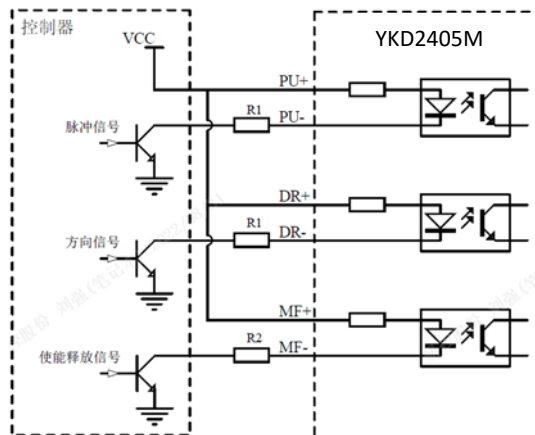 控制器
YKD2405M
VCC
PU+
R1
PU-
脉冲信号
DR+
R1
DR-
方向信号
MF+
R2
MF-
使能释放信号